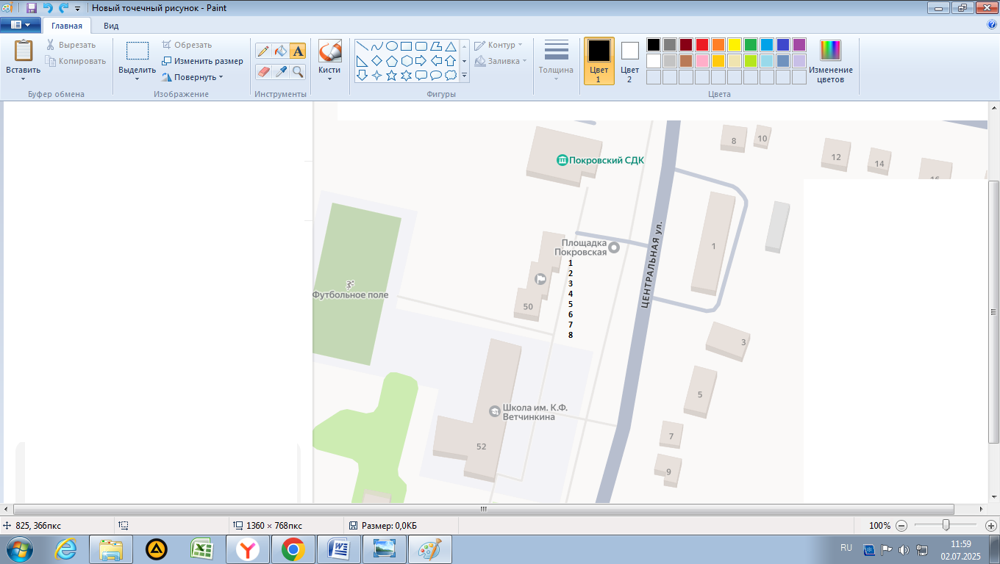 Новый точечный рисунок - Paint
Главная
Вид
Вставить
Вырезать
Копировать
Буфер обмена
Выделить
Обрезать
Изменить размер
Повернуть
Изображение
Инструменты
Кисти
Фигуры
Контур
Заливка
Толщина
Цвет
1
Цвет
2
Цвета
Изменение
цветов
Покровский СДК
8
10
12
14
16
Площадка
Покровская
1
2
3
4
5
6
7
8
ЦЕНТРАЛЬНАЯ ул.
1
Футбольное поле
50
3
5
Школа им. К.Ф.
Ветчинкина
52
7
9
825, 366пкс
1360 × 768пкс
Размер: 0,0КБ
100%
RU
11:59
02.07.2025